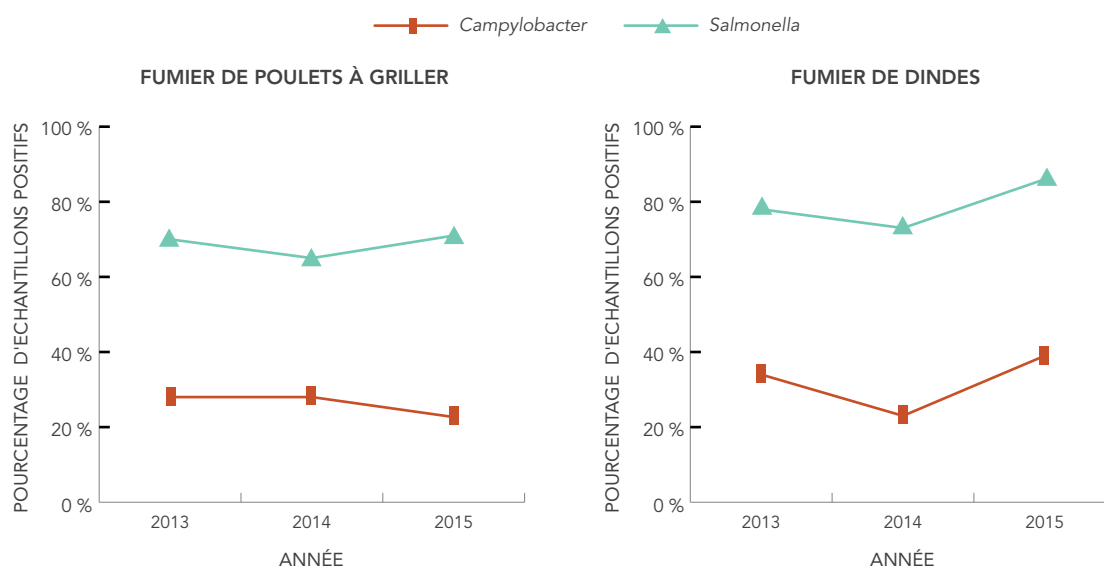 Campylobacter
Salmonella
FUMIER DE POULETS À GRILLER
POURCENTAGE D'ECHANTILLONS POSITIFS
100 %
80 %
60 %
40 %
20 %
0 %
2013
2014
2015
ANNÉE
FUMIER DE DINDES
POURCENTAGE D'ECHANTILLONS POSITIFS
100 %
80 %
60 %
40 %
20 %
0 %
2013
2014
2015
ANNÉE